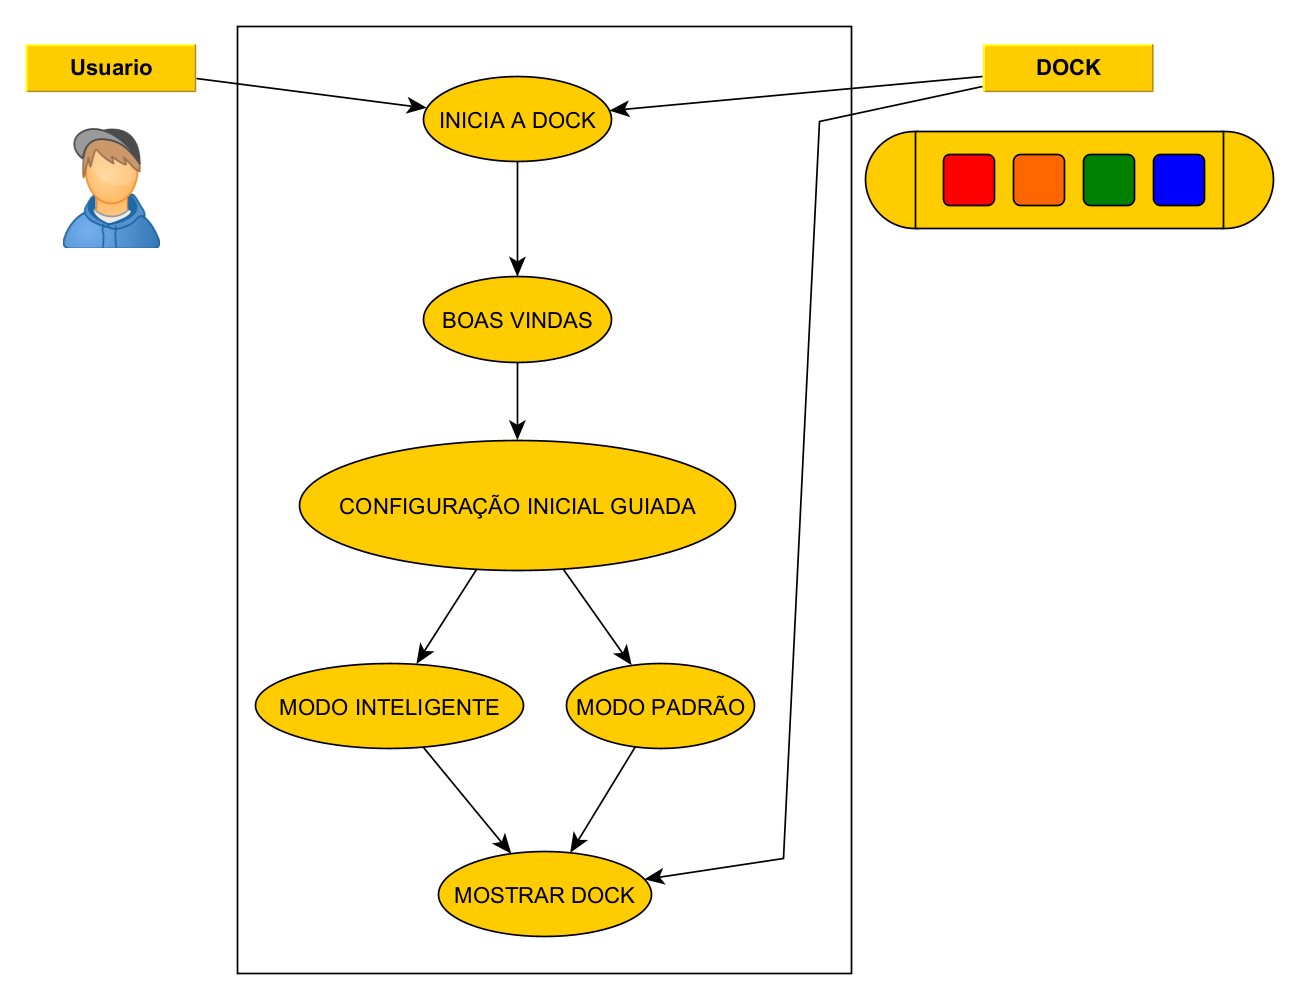 Usuario
DOCK
INICIA A DOCK
BOAS VINDAS
CONFIGURAÇÃO INICIAL GUIADA
MODO INTELIGENTE
MODO PADRÃO
MOSTRAR DOCK